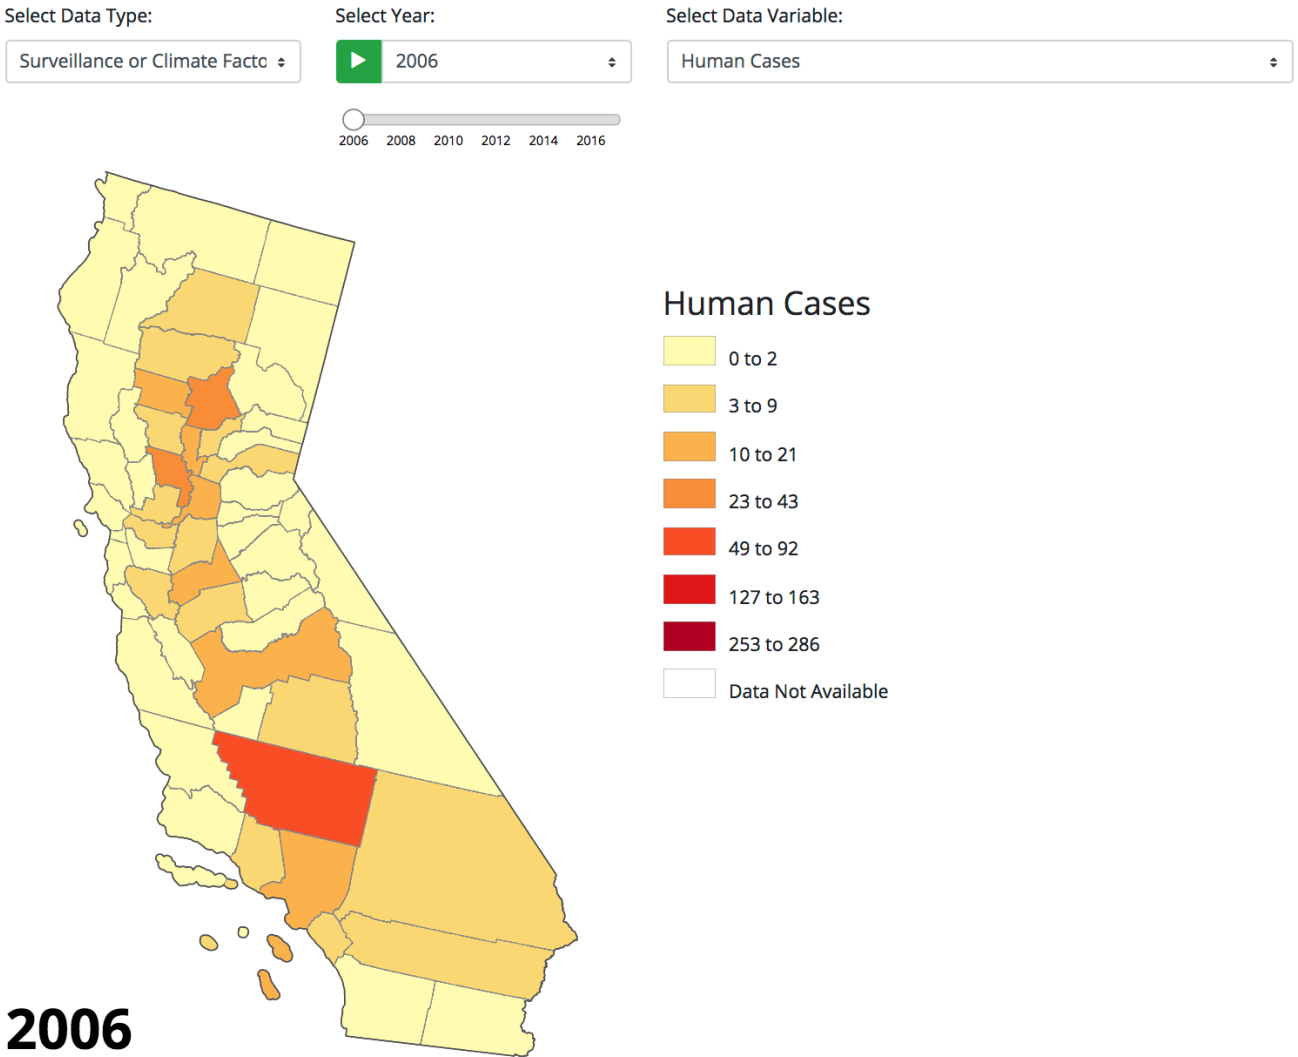 Select Data Type:
Select Year:
Select Data Variable:
Surveillance or Climate Facto
2006
Human Cases
2006 2008 2010 2012 2014 2016
Human Cases
0 to 2
3 to 9
10 to 21
23 to 43
49 to 92
127 to 163
253 to 286
Data Not Available
2006